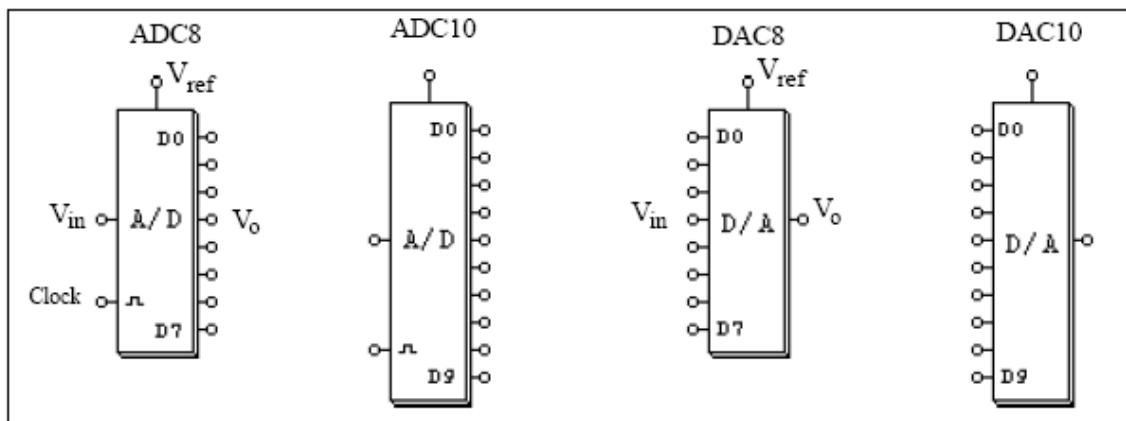 ADC8
ADC10
DAC8
DAC10
Vref
Vref
D0
D0
D0
D0
Vin
A/D
Vo
A/D
Vin
D/A
Vo
D/A
Clock
D7
D9
D7
D9